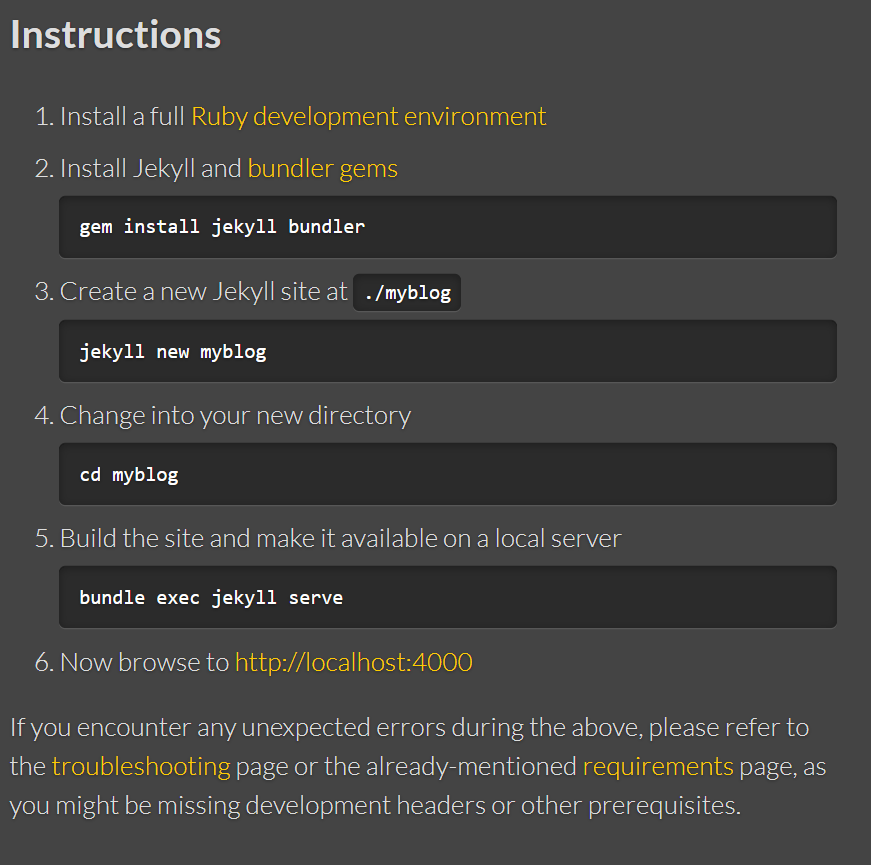 Instructions
1. Install a full Ruby development environment
2. Install Jekyll and bundler gems
gem install jekyll bundler
3. Create a new Jekyll site at ./myblog
jekyll new myblog
4. Change into your new directory
cd myblog
5. Build the site and make it available on a local server
bundle exec jekyll serve
6. Now browse to http://localhost:4000
If you encounter any unexpected errors during the above, please refer to
the troubleshooting page or the already-mentioned requirements page, as
you might be missing development headers or other prerequisites.